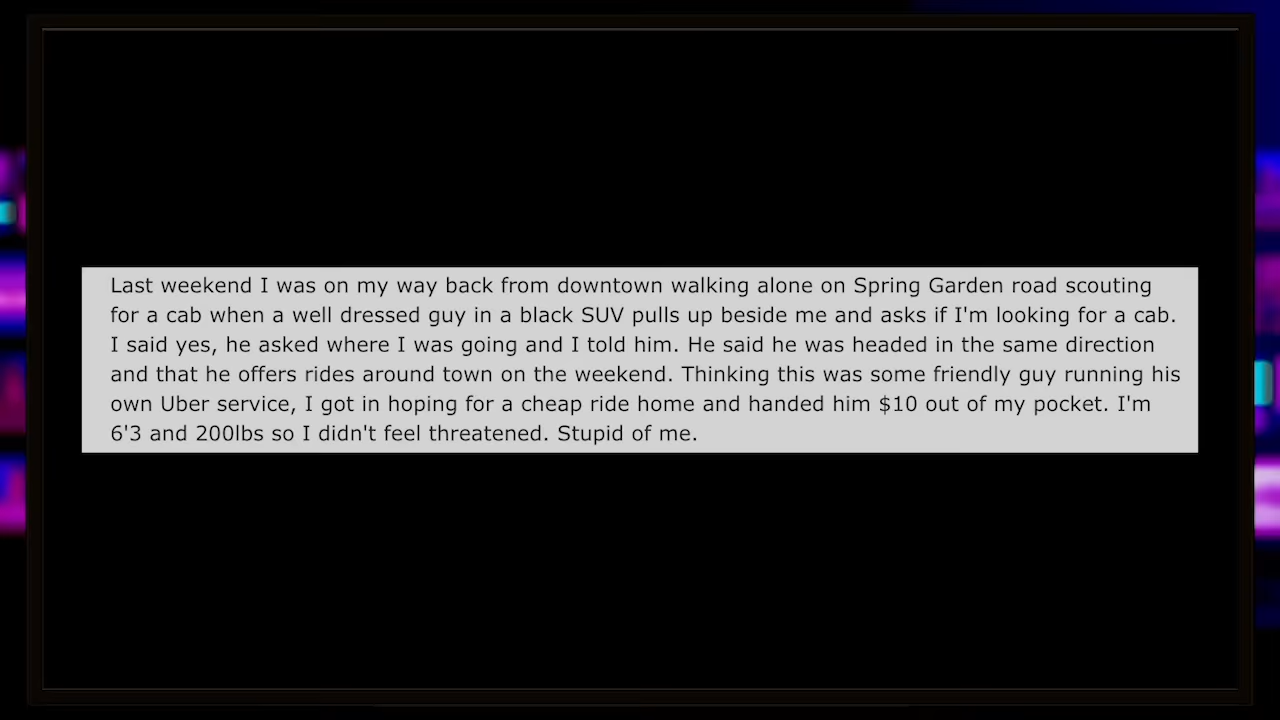 Last weekend I was on my way back from downtown walking alone on Spring Garden road scouting
for a cab when a well dressed guy in a black SUV pulls up beside me and asks if I'm looking for a cab.
I said yes, he asked where I was going and I told him. He said he was headed in the same direction
and that he offers rides around town on the weekend. Thinking this was some friendly guy running his
own Uber service, I got in hoping for a cheap ride home and handed him $10 out of my pocket. I'm
6'3 and 200lbs so I didn't feel threatened. Stupid of me.